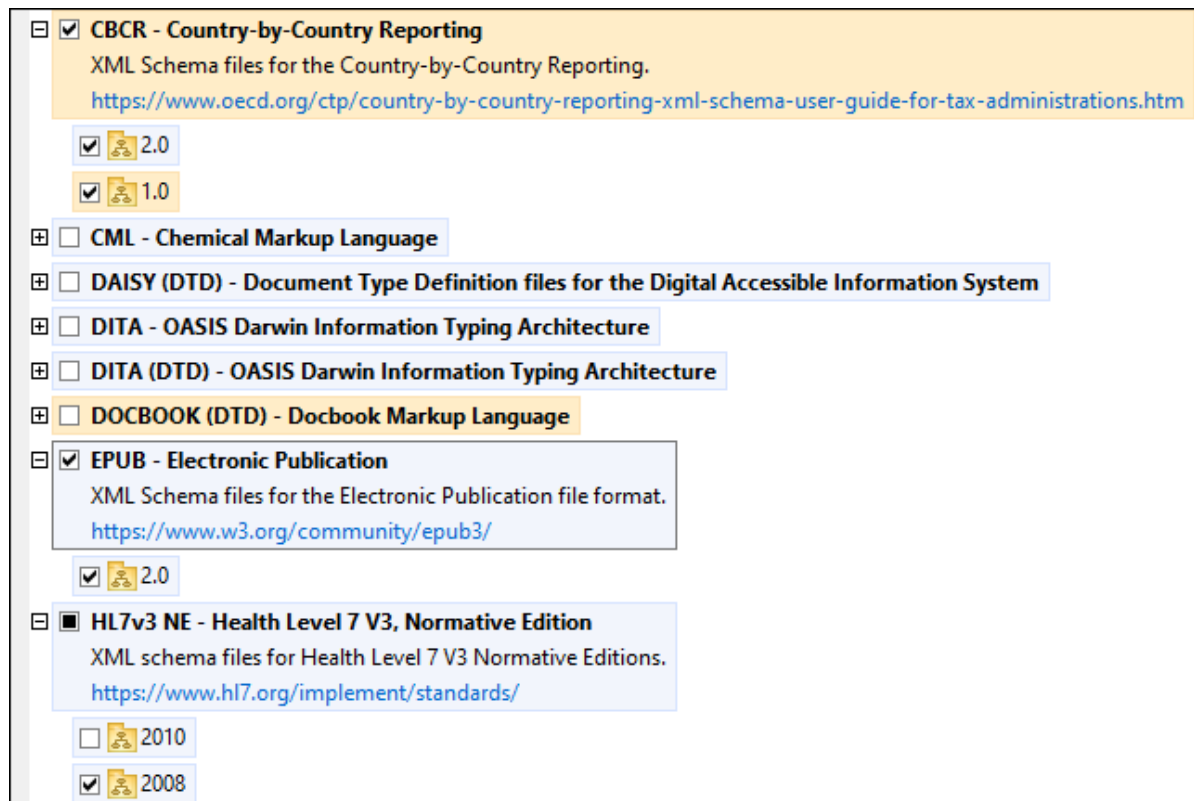 CBCR - Country-by-Country Reporting
XML Schema files for the Country-by-Country Reporting.
https://www.oecd.org/ctp/country-by-country-reporting-xml-schema-user-guide-for-tax-administrations.htm
2.0
1.0
CML - Chemical Markup Language
DAISY (DTD) - Document Type Definition files for the Digital Accessible Information System
DITA - OASIS Darwin Information Typing Architecture
DITA (DTD) - OASIS Darwin Information Typing Architecture
DOCBOOK (DTD) - Docbook Markup Language
EPUB - Electronic Publication
XML Schema files for the Electronic Publication file format.
https://www.w3.org/community/epub3/
2.0
HL7v3 NE - Health Level 7 V3, Normative Edition
XML schema files for Health Level 7 V3 Normative Editions.
https://www.hl7.org/implement/standards/
2010
2008